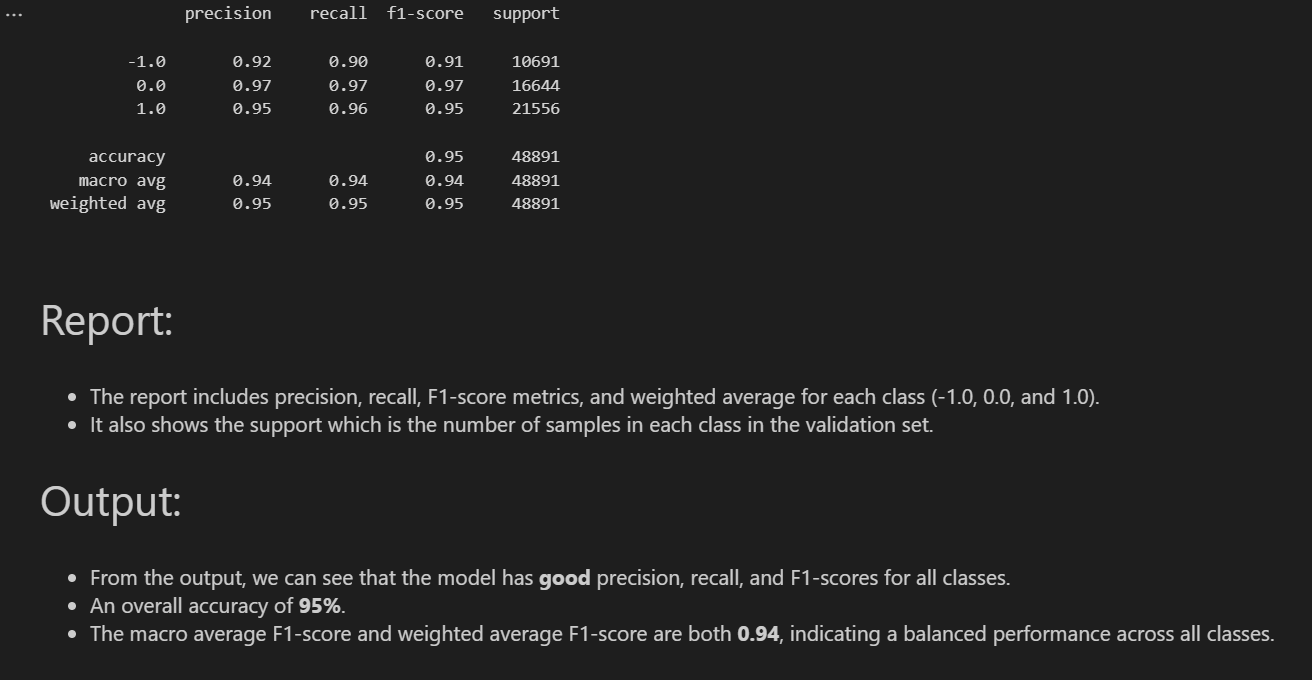 ... precision recall f1-score support
-1.0 0.92 0.90 0.91 10691
0.0 0.97 0.97 0.97 16644
1.0 0.95 0.96 0.95 21556
accuracy 0.95 48891
macro avg 0.94 0.94 0.94 48891
weighted avg 0.95 0.95 0.95 48891
Report:
• The report includes precision, recall, F1-score metrics, and weighted average for each class (-1.0, 0.0, and 1.0).
• It also shows the support which is the number of samples in each class in the validation set.
Output:
• From the output, we can see that the model has good precision, recall, and F1-scores for all classes.
• An overall accuracy of 95%.
• The macro average F1-score and weighted average F1-score are both 0.94, indicating a balanced performance across all classes.